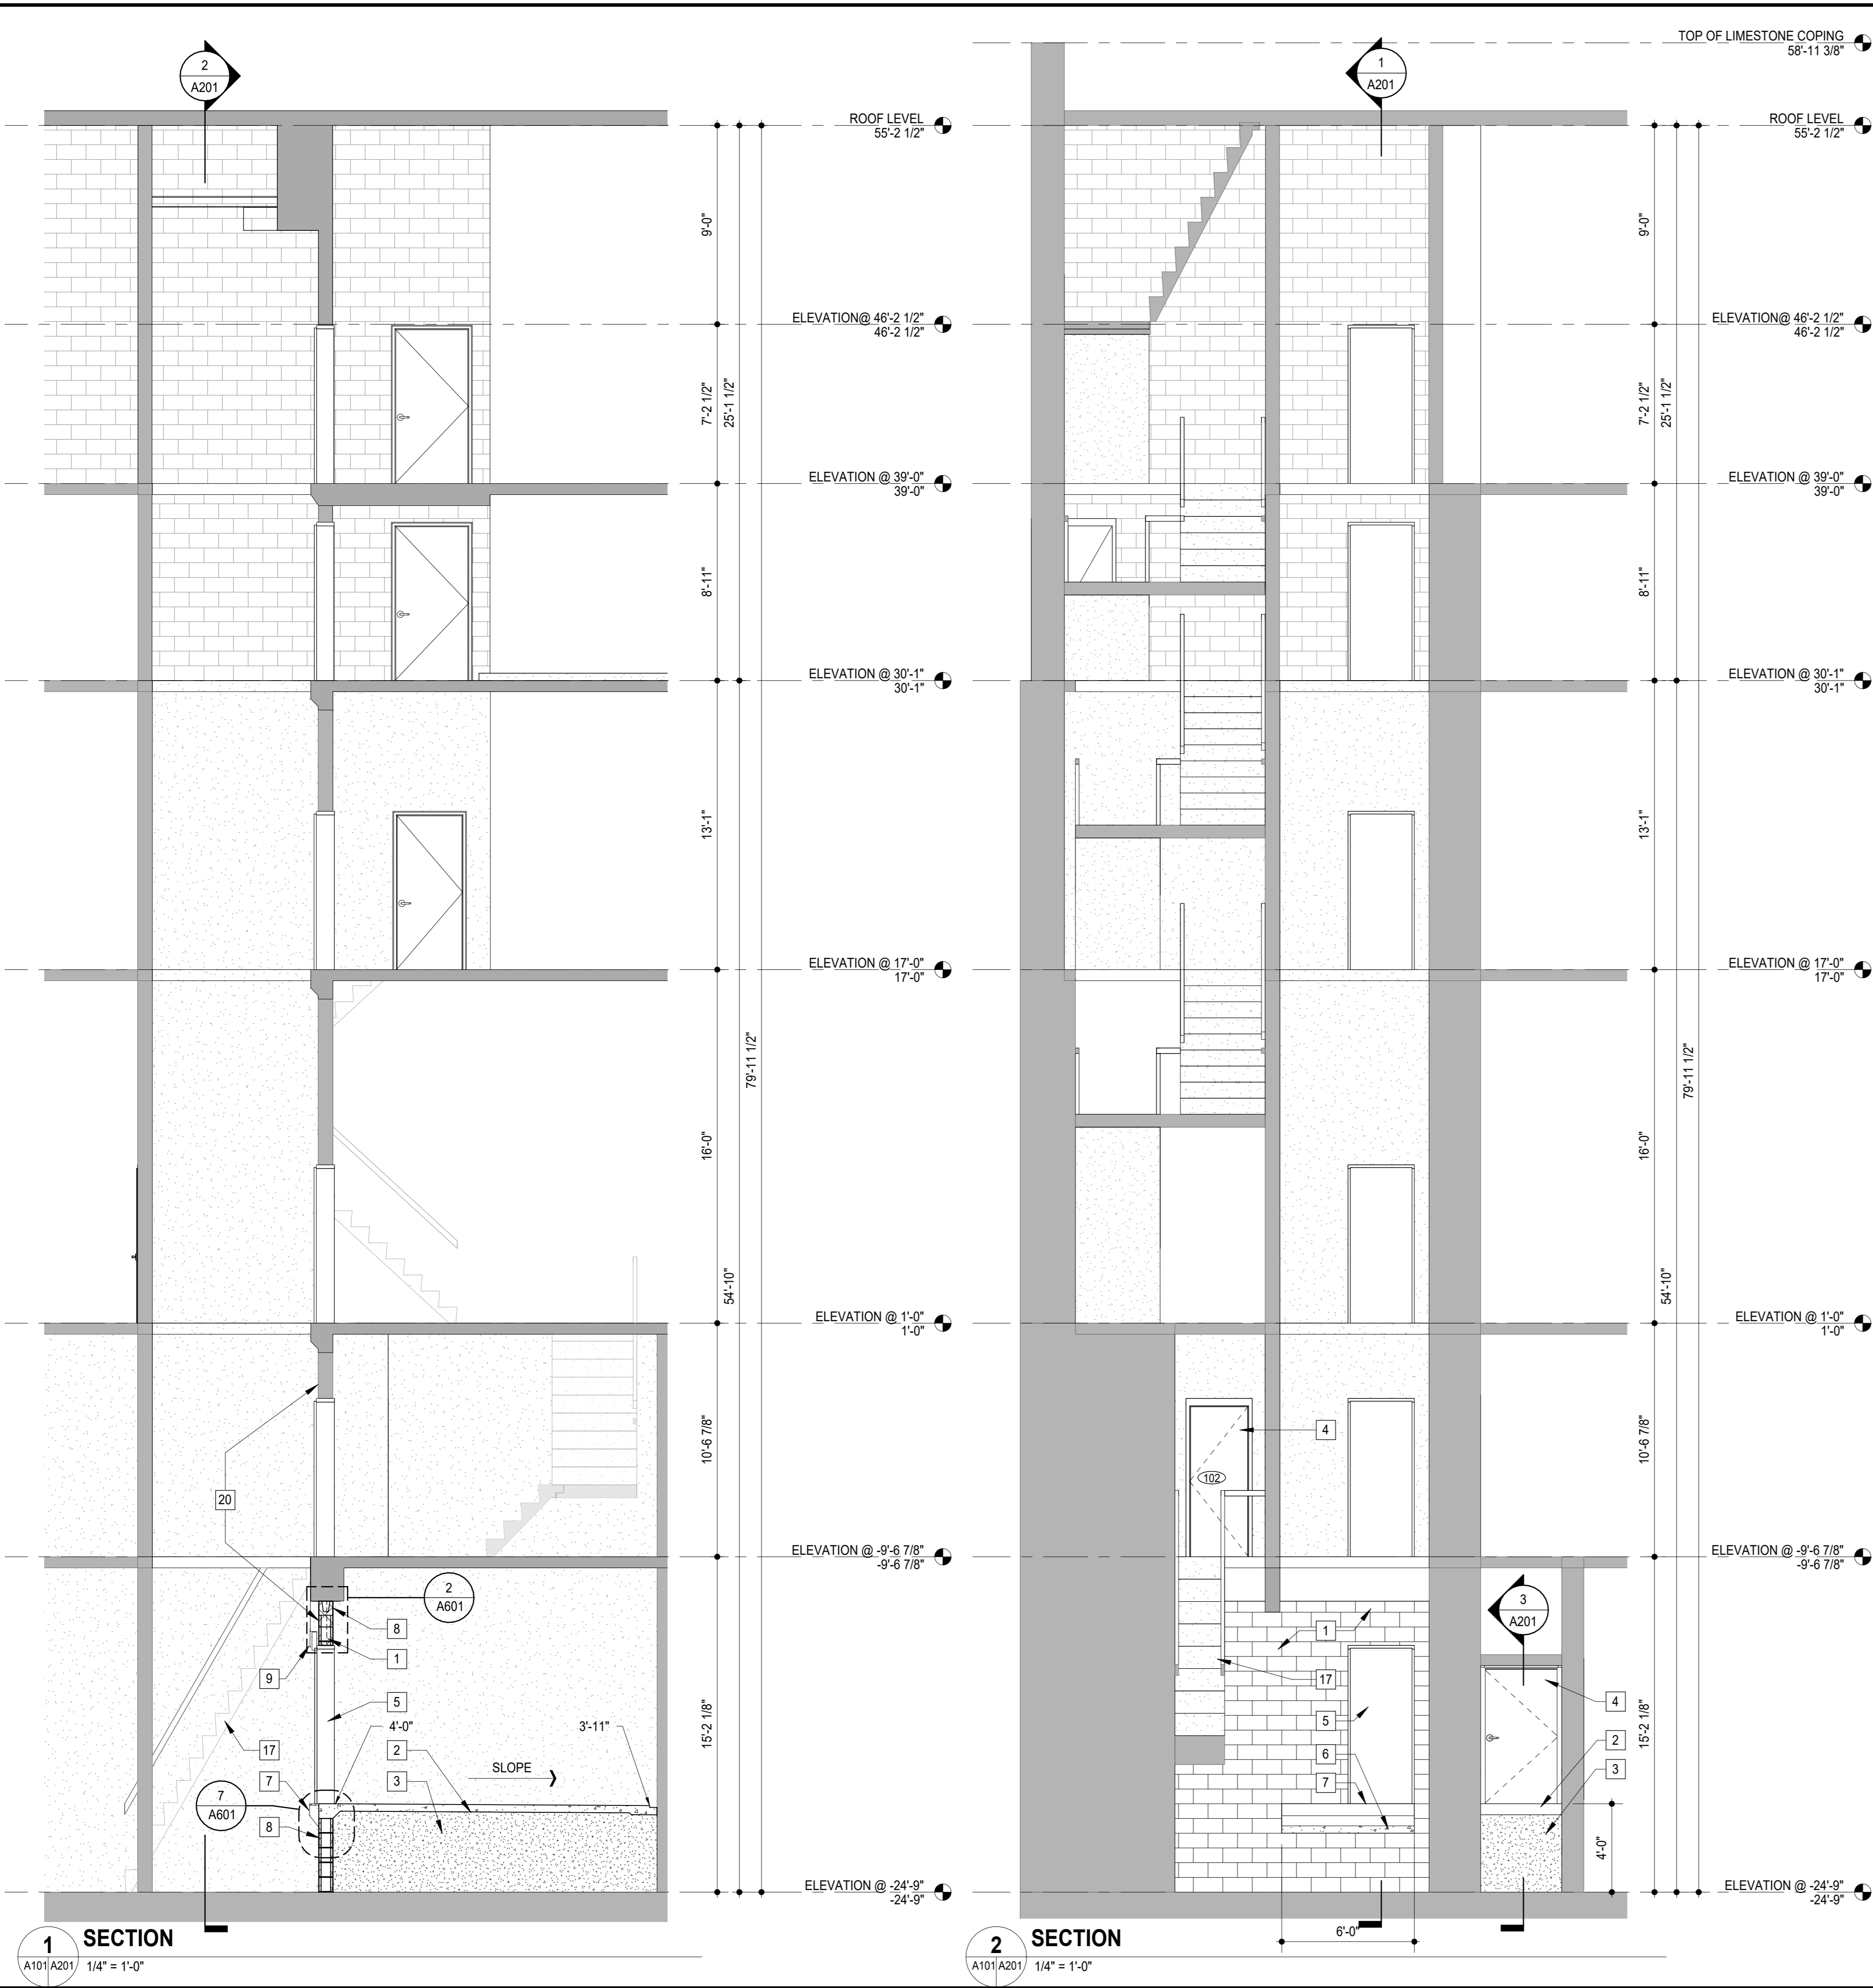 2
A201
ROOF LEVEL
55'-2 1/2"
9'-0"
ELEVATION@ 46'-2 1/2"
46'-2 1/2"
7'-2 1/2"
25'-1 1/2"
ELEVATION @ 39'-0"
39'-0"
8'-11"
ELEVATION @ 30'-1"
30'-1"
13'-1"
ELEVATION @ 17'-0"
17'-0"
79'-11 1/2"
16'-0"
54'-10"
ELEVATION @ 1'-0"
1'-0"
10'-6 7/8"
20
ELEVATION @ -9'-6 7/8"
-9'-6 7/8"
2
A601
8
1
9
5
4'-0"
3'-11"
17
2
SLOPE
7
3
7
A601
8
15'-2 1/8"
ELEVATION @ -24'-9"
-24'-9"
1
A101 A201
SECTION
1/4" = 1'-0"
TOP OF LIMESTONE COPING
58'-11 3/8"
1
A201
ROOF LEVEL
55'-2 1/2"
9'-0"
ELEVATION@ 46'-2 1/2"
46'-2 1/2"
7'-2 1/2"
25'-1 1/2"
ELEVATION @ 39'-0"
39'-0"
8'-11"
ELEVATION @ 30'-1"
30'-1"
13'-1"
ELEVATION @ 17'-0"
17'-0"
79'-11 1/2"
16'-0"
54'-10"
ELEVATION @ 1'-0"
1'-0"
4
102
10'-6 7/8"
ELEVATION @ -9'-6 7/8"
-9'-6 7/8"
3
A201
1
17
4
5
2
6
3
7
15'-2 1/8"
4'-0"
ELEVATION @ -24'-9"
-24'-9"
6'-0"
2
A101 A201
SECTION
1/4" = 1'-0"